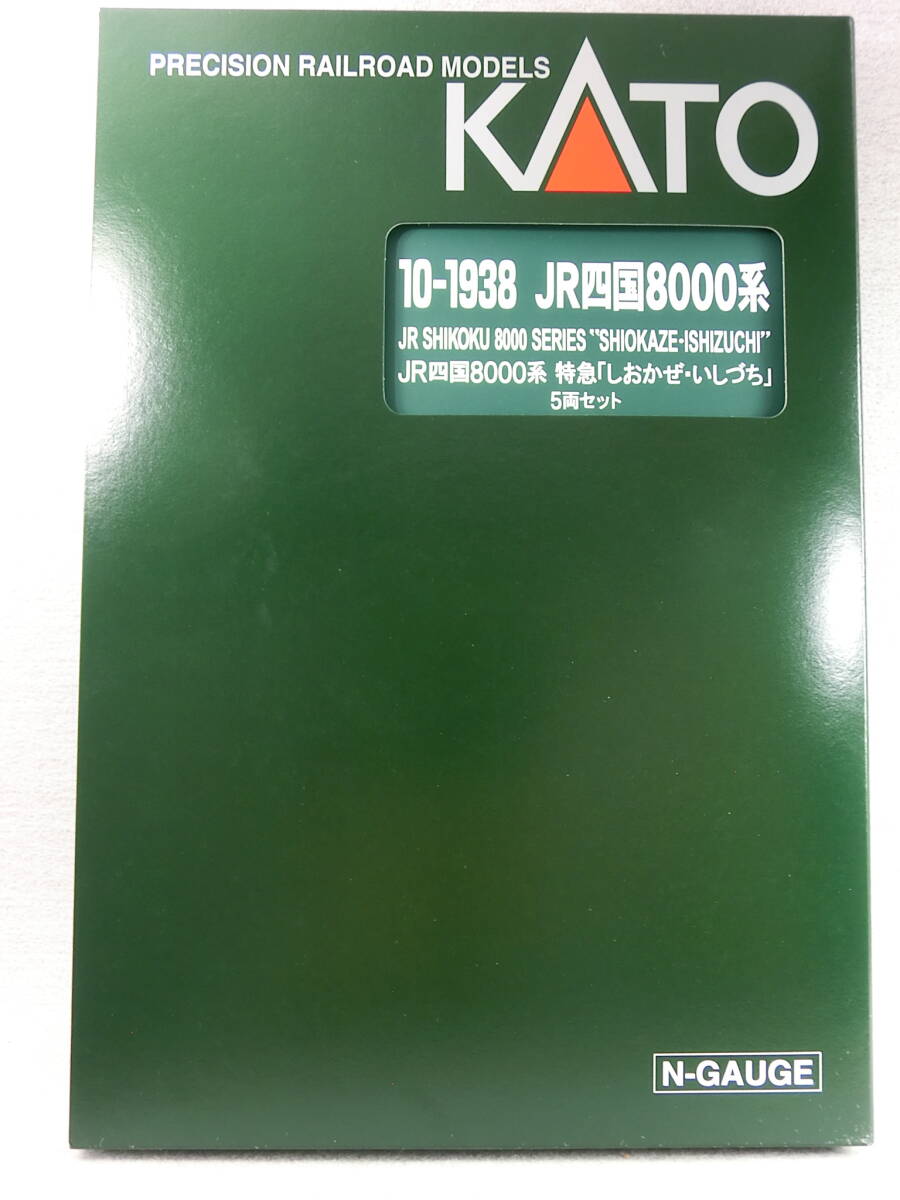 PRECISION RAILROAD MODELS
KATO
10-1938 JR四国8000系
JR SHIKOKU 8000 SERIES "SHIOKAZE・ISHIZUCHI"
JR四国8000系 特急「しおかぜ・いしづち」
5両セット
N-GAUGE